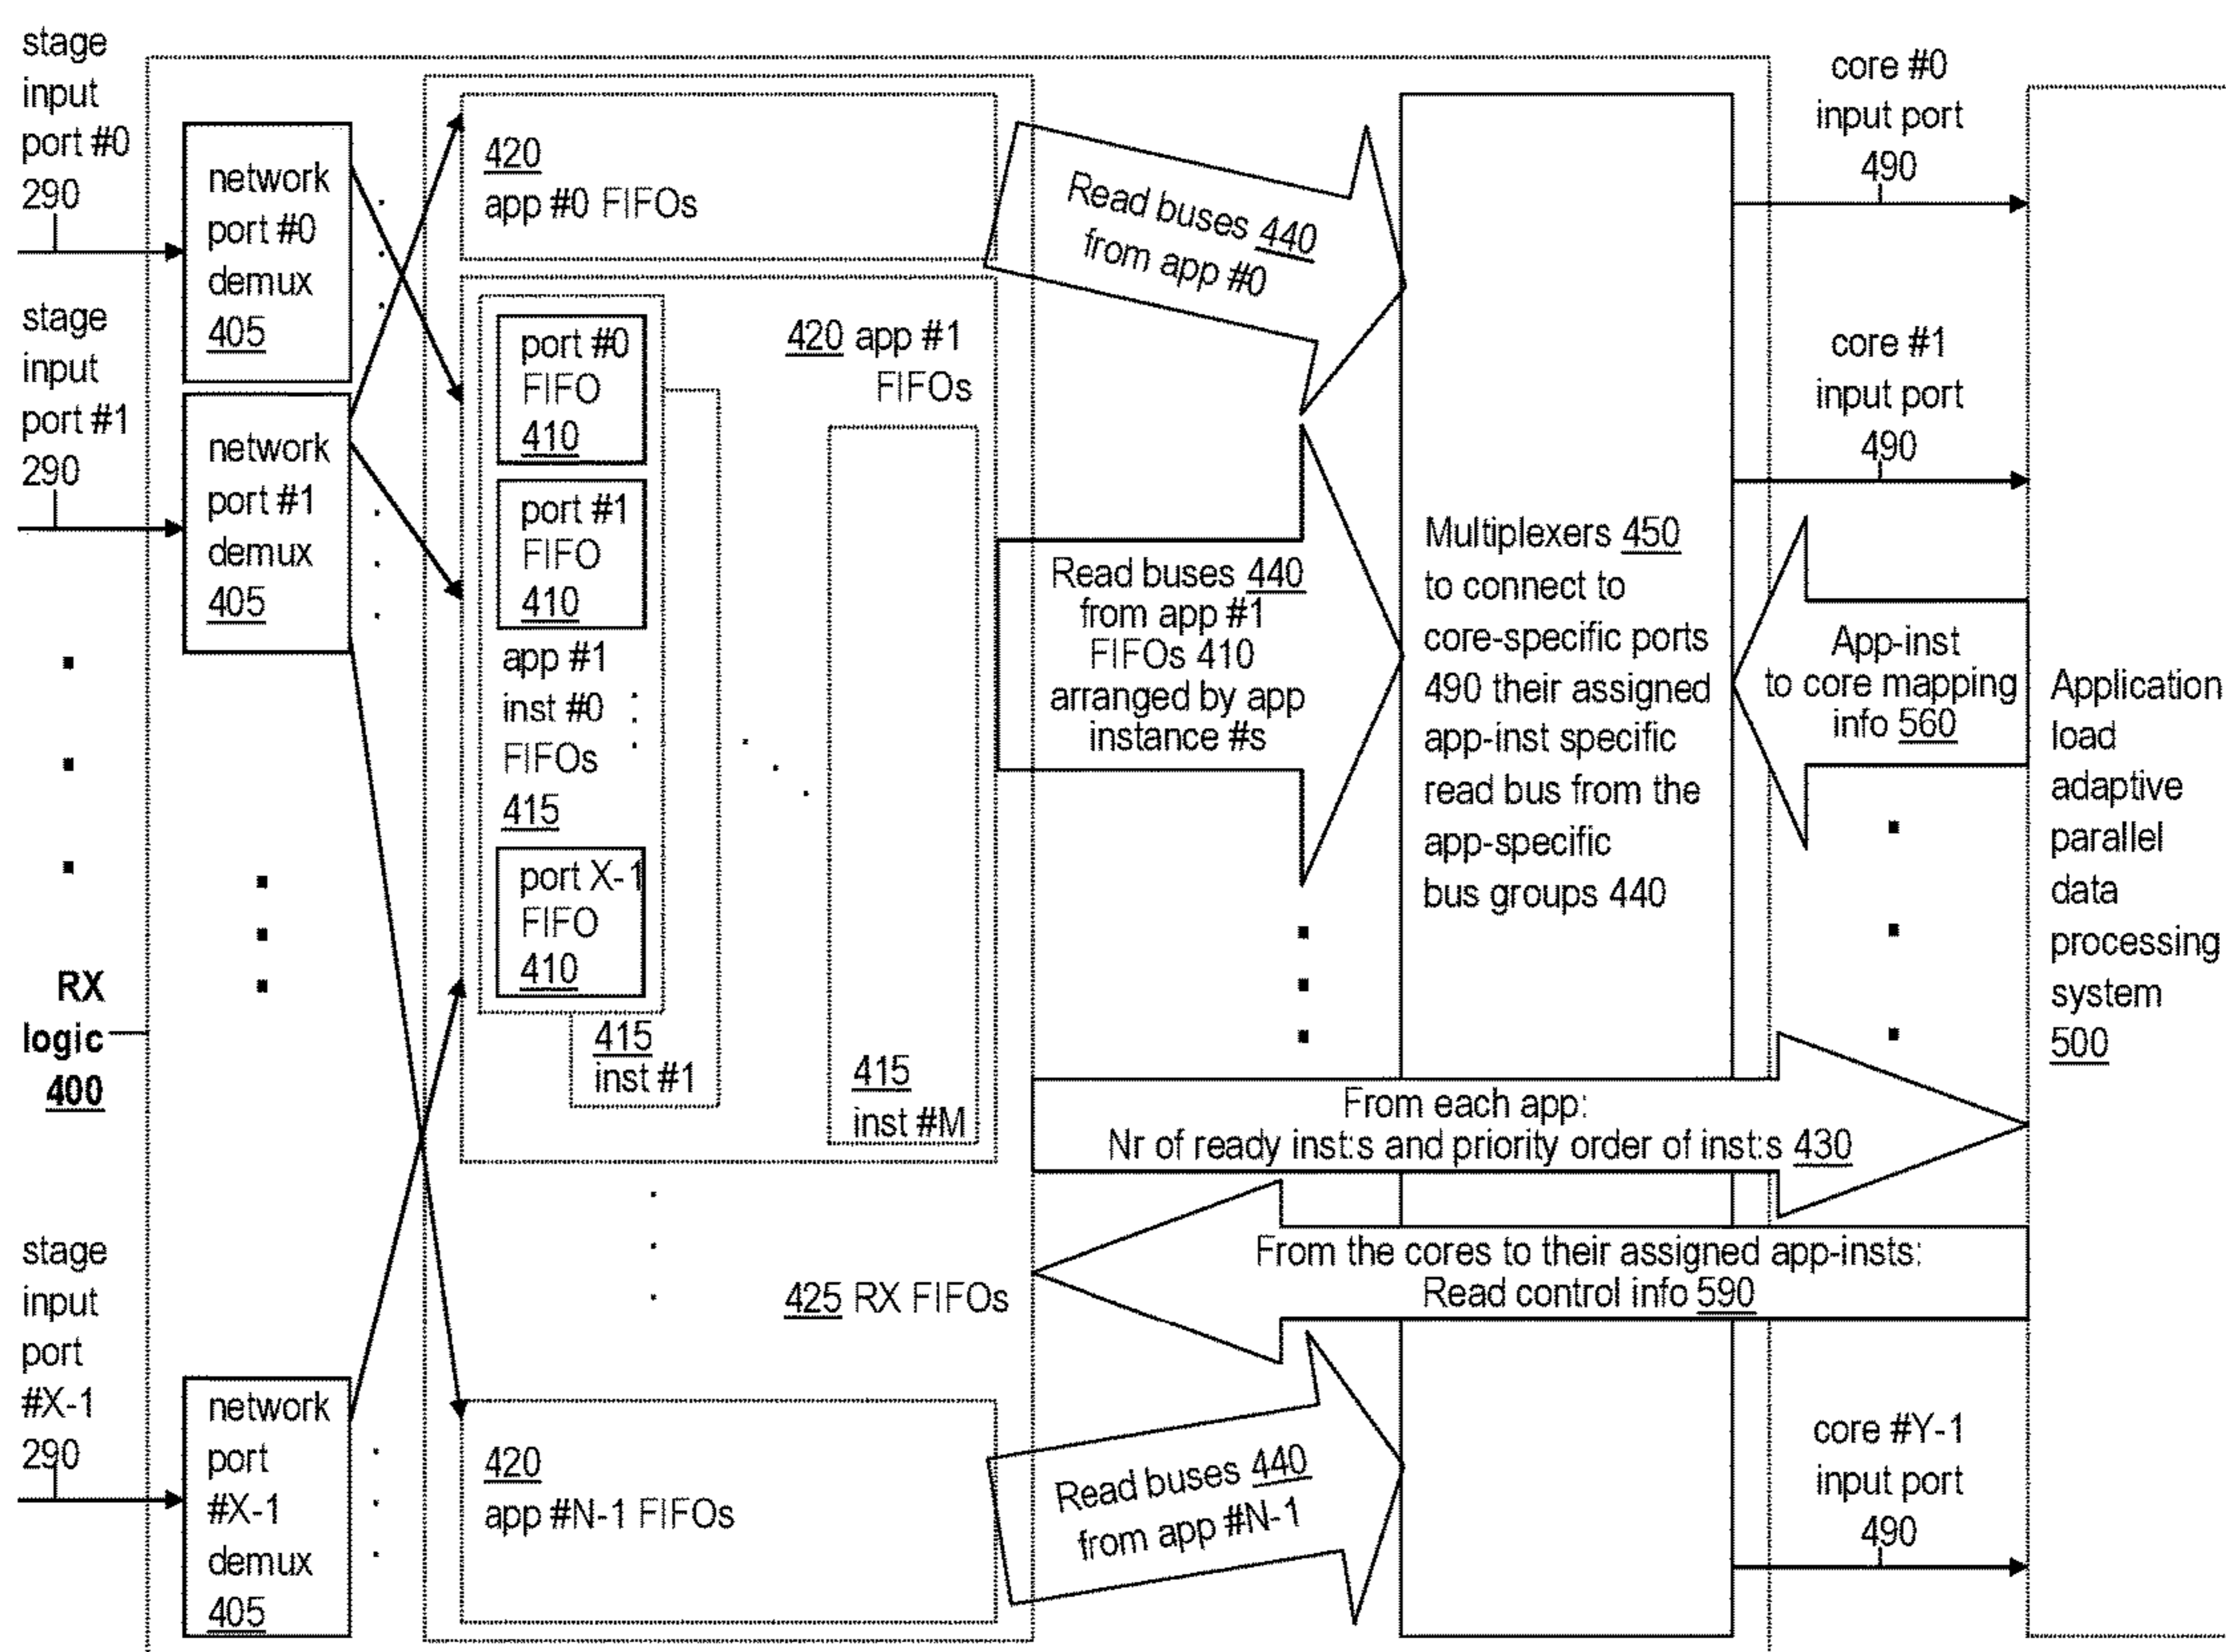 stage
input
port #0
290
stage
input
port #1
290
RX
logic
400
stage
input
port
#X-1
290
network
port #0
demux
405
network
port #1
demux
405
network
port
#X-1
demux
405
420
app #0 FIFOs
port #0
FIFO
410
port #1
FIFO
410
app #1
inst #0
FIFOs
415
port X-1
FIFO
410
415
inst #1
420 app #1
FIFOs
415
inst #M
425 RX FIFOs
420
app #N-1 FIFOs
Read buses 440
from app #0
Read buses 440
from app #1
FIFOs 410
arranged by app
instance #s
Read buses 440
from app #N-1
Multiplexers 450
to connect to
core-specific ports
490 their assigned
app-inst specific
read bus from the
app-specific
bus groups 440
From each app:
Nr of ready inst:s and priority order of inst:s 430
From the cores to their assigned app-insts:
Read control info 590
core #0
input port
490
core #1
input port
490
App-inst
to core mapping
info 560
core #Y-1
input port
490
Application
load
adaptive
parallel
data
processing
system
500